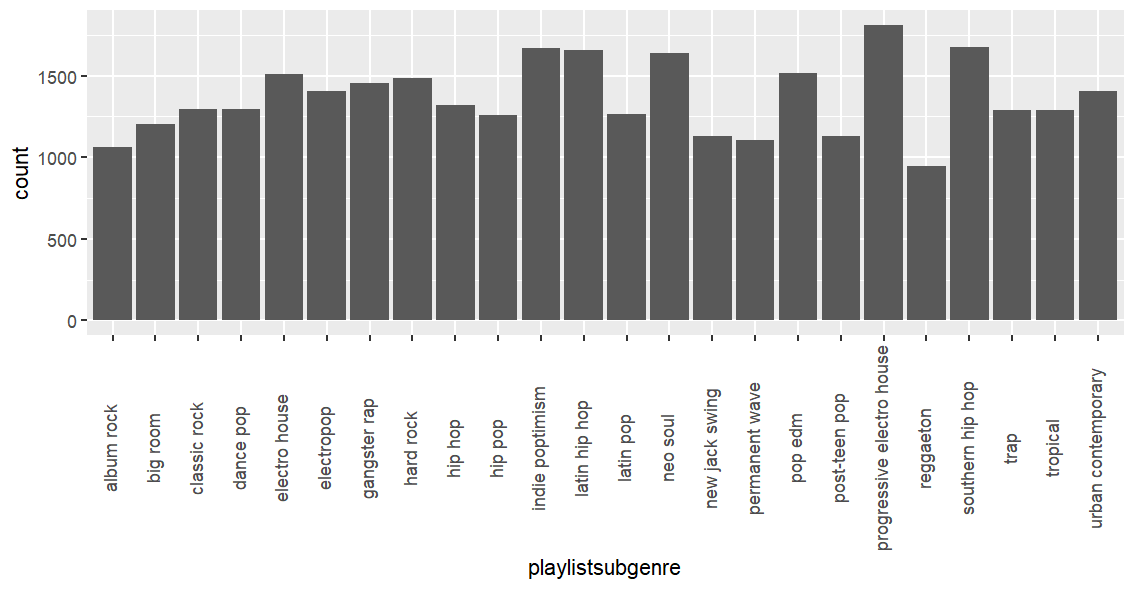 count
1500
1000
500
0
album rock
big room
classic rock
dance pop
electro house
electropop
gangster rap
hard rock
hip hop
hip pop
indie poptimism
latin hip hop
latin pop
neo soul
new jack swing
permanent wave
pop edm
post-teen pop
progressive electro house
reggaeton
southern hip hop
trap
tropical
urban contemporary
playlistsubgenre